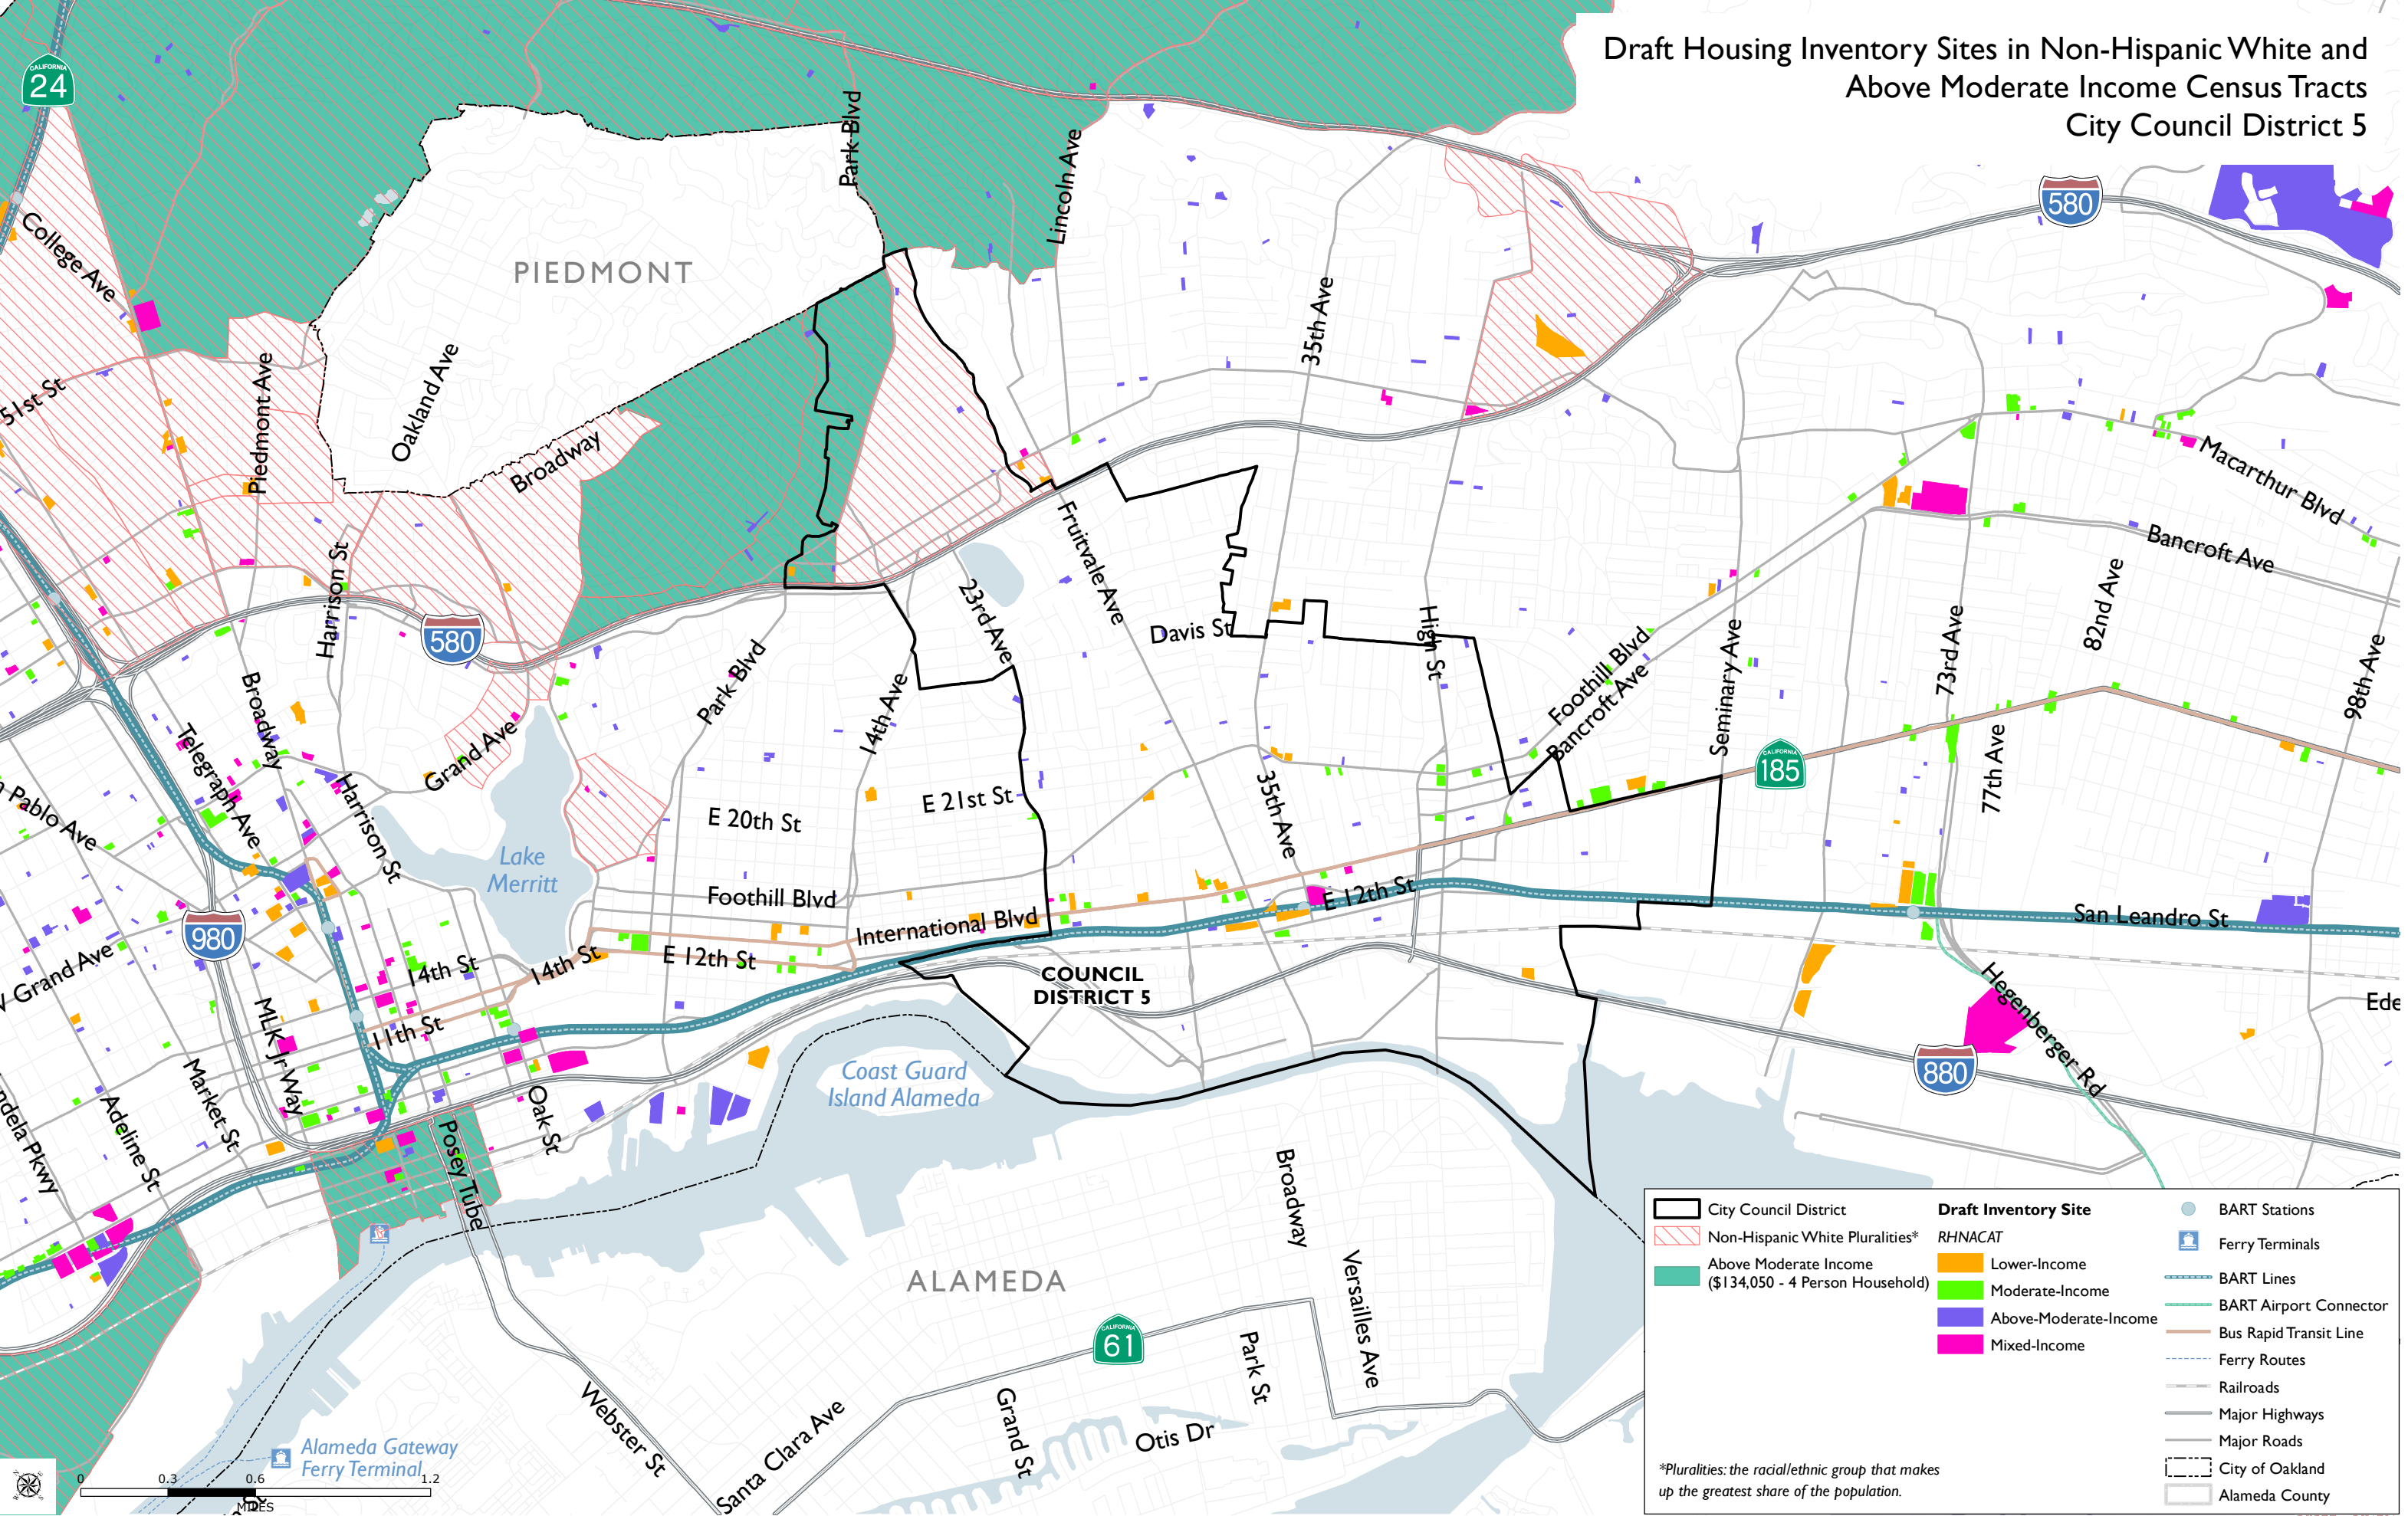 Draft Housing Inventory Sites in Non-Hispanic White and
Above Moderate Income Census Tracts
City Council District 5
CALIFORNIA
24
College Ave
51st St
Piedmont Ave
Oakland Ave
PIEDMONT
Broadway
Park Blvd
Lincoln Ave
35th Ave
580
Macarthur Blvd
Bancroft Ave
82nd Ave
98th Ave
73rd Ave
77th Ave
Seminary Ave
Foothill Blvd
Bancroft Ave
High St
Davis St
Fruitvale Ave
23rd Ave
14th Ave
Park Blvd
Harrison St
580
Broadway
Telegraph Ave
Harrison St
Grand Ave
Pablo Ave
Lake
Merritt
E 20th St
E 21st St
Foothill Blvd
International Blvd
E 12th St
35th Ave
E 12th St
CALIFORNIA
185
San Leandro St
Hegenberger Rd
Ede
880
980
Grand Ave
14th St
14th St
11th St
MLK Jr Way
Market St
Adeline St
ndela Pkwy
Oak St
Posey Tube
COUNCIL
DISTRICT 5
Coast Guard
Island Alameda
ALAMEDA
Broadway
Versailles Ave
Park St
CALIFORNIA
61
Grand St
Otis Dr
Santa Clara Ave
Webster St
Alameda Gateway
Ferry Terminal
0 0.3 0.6 1.2
MILES
City Council District
Non-Hispanic White Pluralities*
Above Moderate Income
($134,050 - 4 Person Household)
Draft Inventory Site
RHNACAT
Lower-Income
Moderate-Income
Above-Moderate-Income
Mixed-Income
BART Stations
Ferry Terminals
BART Lines
BART Airport Connector
Bus Rapid Transit Line
Ferry Routes
Railroads
Major Highways
Major Roads
City of Oakland
Alameda County
*Pluralities: the racial/ethnic group that makes
up the greatest share of the population.